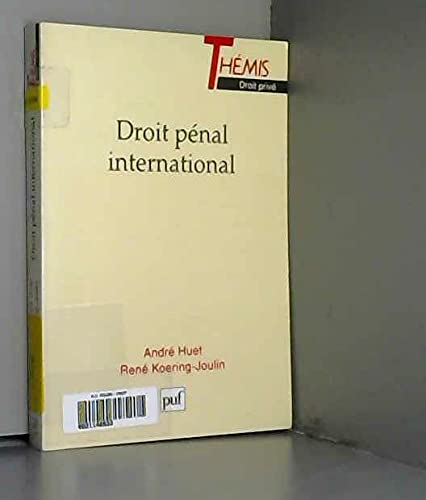 THÉMIS
Droit privé
Droit pénal
international
André Huet
René Koering-Joulin
puf
Droit pénal international